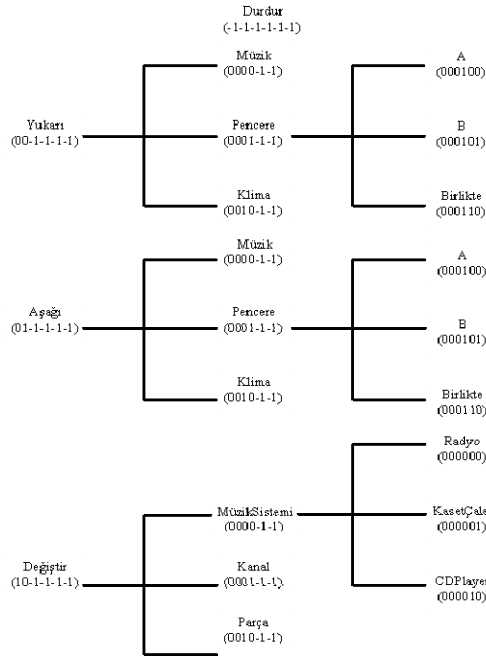 Durdur
(-1-1-1-1-1-1)
Müzik
(0000-1-1)
A
(000100)
Yukarı
(00-1-1-1-1)
Pencere
(0001-1-1)
B
(000101)
Klima
(0010-1-1)
Birlikte
(000110)
Müzik
(0000-1-1)
A
(000100)
Aşağı
(01-1-1-1-1)
Pencere
(0001-1-1)
B
(000101)
Klima
(0010-1-1)
Birlikte
(000110)
Radyo
(000000)
MüzikSistemi
(0000-1-1)
KasetÇala
(000001)
Değiştir
(10-1-1-1-1)
Kanal
(0001-1-1)
CDPlayer
(000010)
Parça
(0010-1-1)